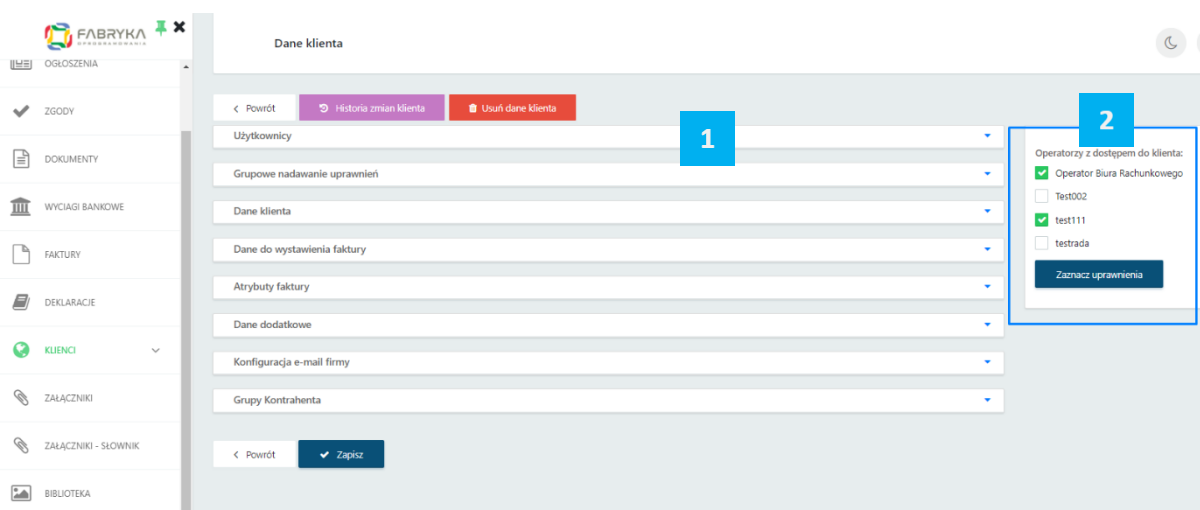 FABRYKA
OPROGRAMOWANIA
OGŁOSZENIA
ZGODY
DOKUMENTY
WYCIAGI BANKOWE
FAKTURY
DEKLARACJE
KLIENCI
ZAŁĄCZNIKI
ZAŁĄCZNIKI - SŁOWNIK
BIBLIOTEKA
Dane klienta
Powrót
Historia zmian klienta
Usuń dane klienta
1
Użytkownicy
Grupowe nadawanie uprawnień
Dane klienta
Dane do wystawienia faktury
Atrybuty faktury
Dane dodatkowe
Konfiguracja e-mail firmy
Grupy Kontrahenta
Powrót
Zapisz
2
Operatorzy z dostępem do klienta:
Operator Biura Rachunkowego
Test002
test111
testrada
Zaznacz uprawnienia